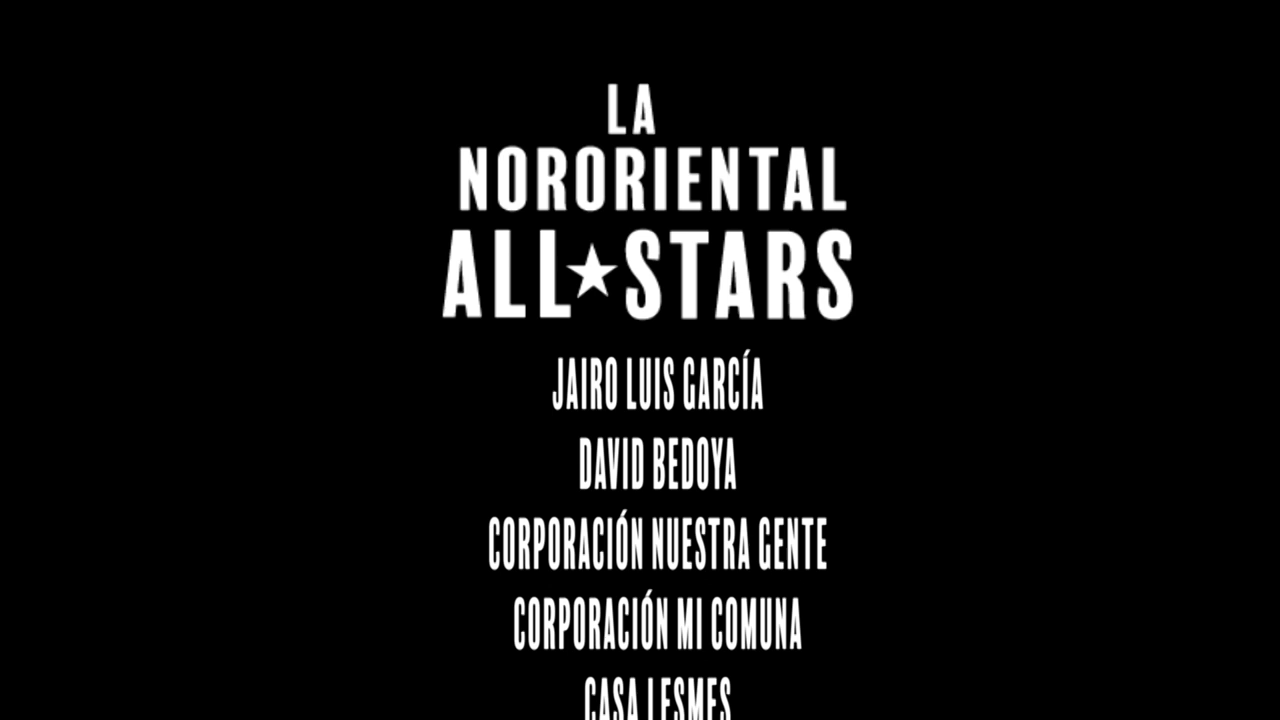 LA
NORORIENTAL
ALL★STARS
JAIRO LUIS GARCÍA
DAVID BEDOYA
CORPORACIÓN NUESTRA GENTE
CORPORACIÓN MI COMUNA
CASA LESMES